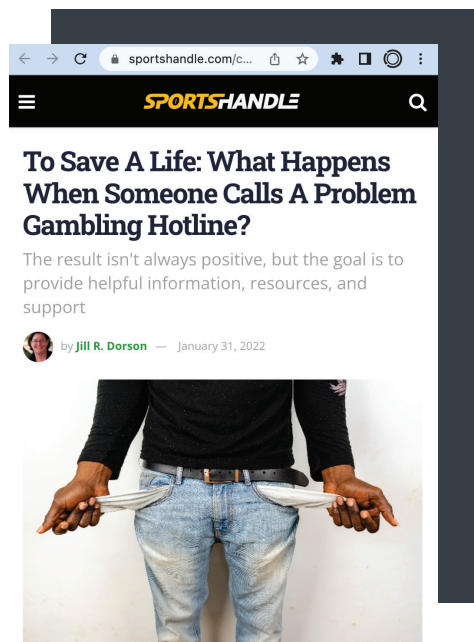 sportshandle.com/c...
SPORTSHANDLE
To Save A Life: What Happens
When Someone Calls A Problem
Gambling Hotline?
The result isn't always positive, but the goal is to
provide helpful information, resources, and
support
by Jill R. Dorson — January 31, 2022